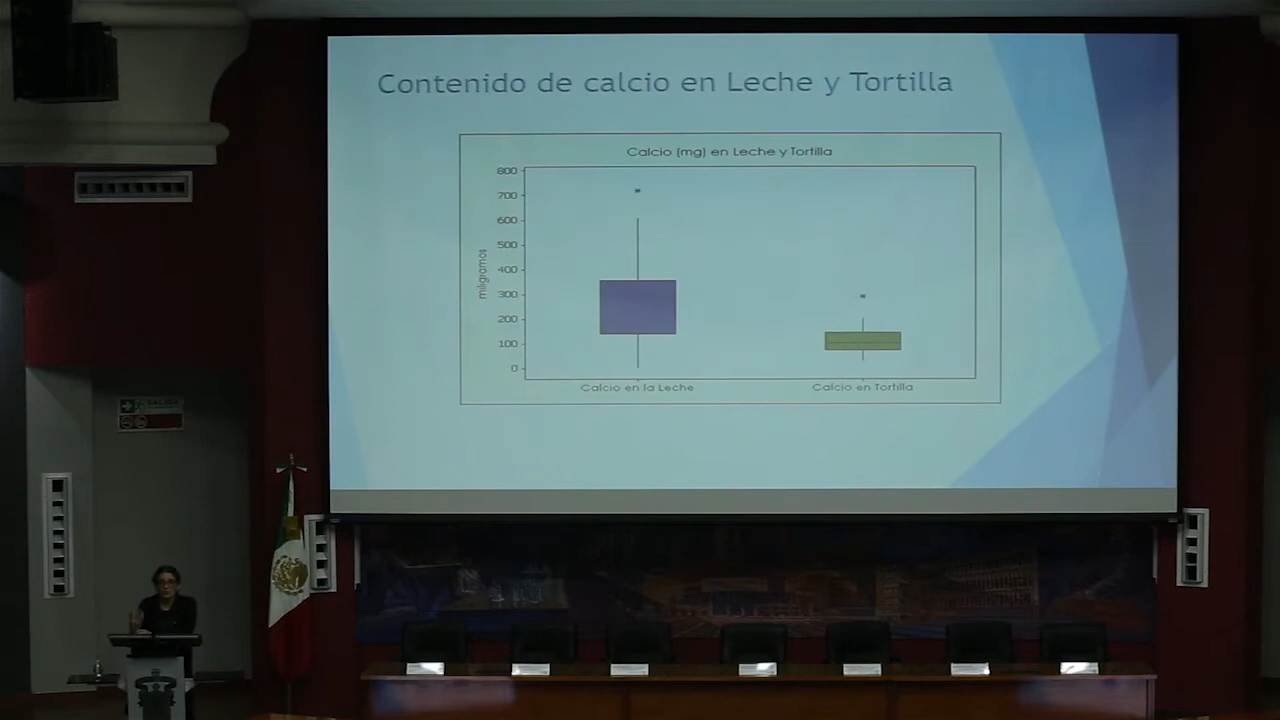 Contenido de calcio en Leche y Tortilla
Calcio (mg) en Leche y Tortilla
800
700
600
500
400
300
200
100
0
miligramos
Calcio en la Leche
Calcio en Tortilla
SALIDA